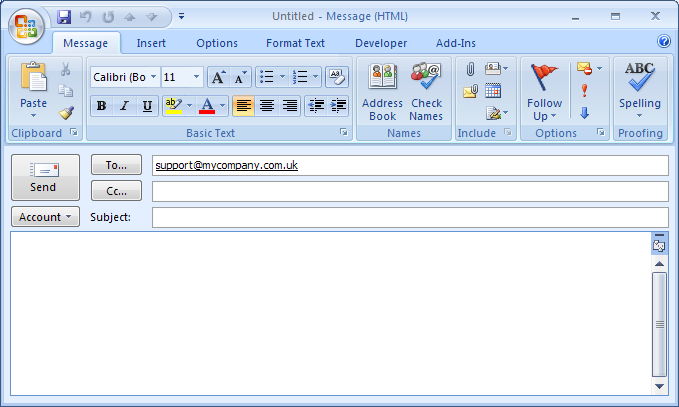 Untitled - Message (HTML)
Message Insert Options Format Text Developer Add-Ins
Calibri (Bo 11
Paste
Address Book
Check Names
Follow Up
ABC
Spelling
B I U ab A
Clipboard Basic Text Names Include Options Proofing
Send
To... support@mycompany.com.uk
Cc...
Account Subject: